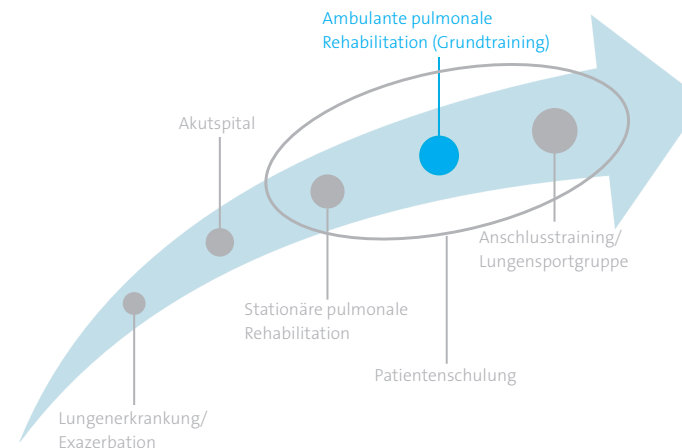 Ambulante pulmonale
Rehabilitation (Grundtraining)
Akutspital
Anschlusstraining/
Lungensportgruppe
Stationäre pulmonale
Rehabilitation
Patientenschulung
Lungenerkrankung/
Exazerbation